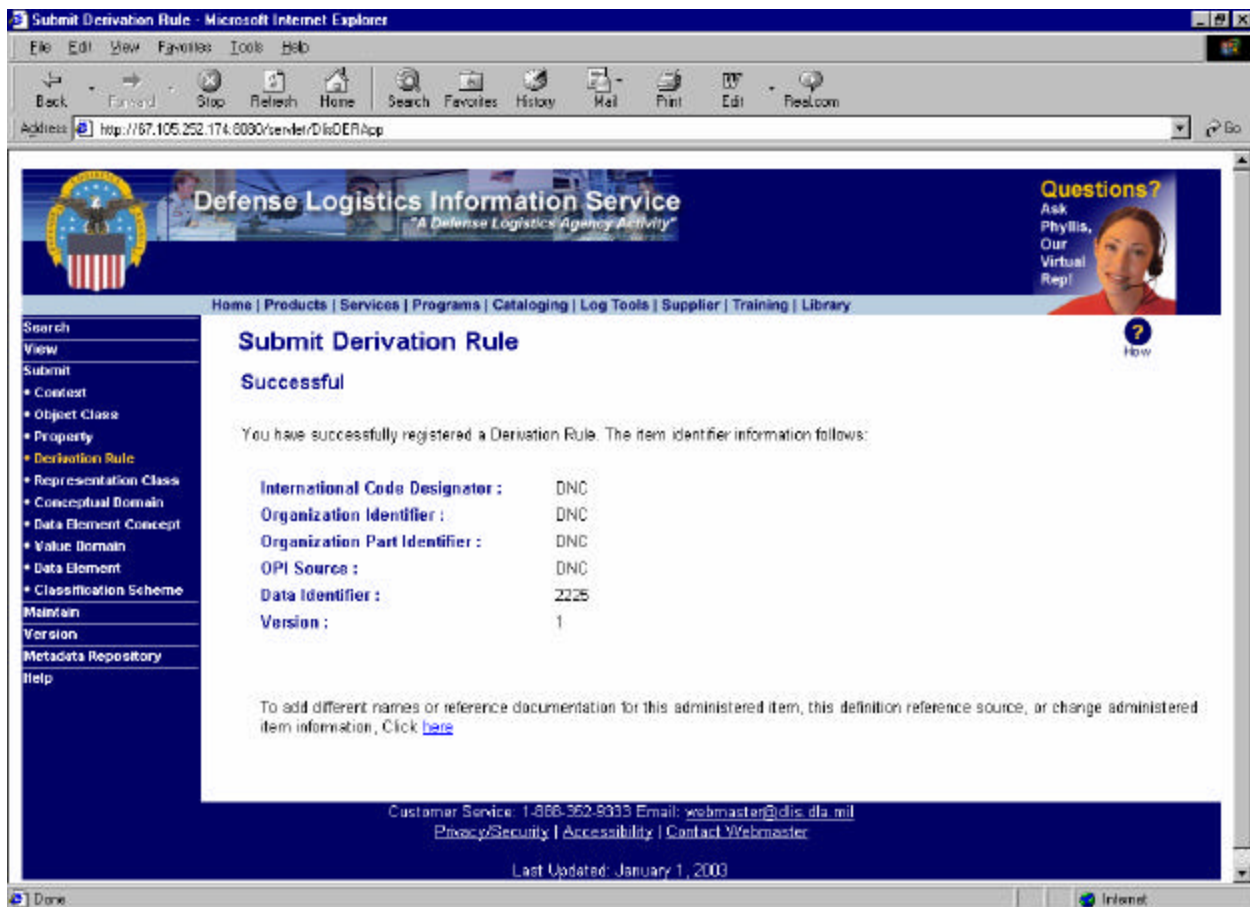 Submit Derivation Rule - Microsoft Internet Explorer
File Edit View Favorites Tools Help
Back Forward Stop Refresh Home Search Favorites History Mail Print Edit Real.com
Address http://67.105.252.174:8080/servlet/DlisDERApp Go
Defense Logistics Information Service
"A Defense Logistics Agency Activity"
Questions?
Ask
Phyllis,
Our
Virtual
Rep!
Home | Products | Services | Programs | Cataloging | Log Tools | Supplier | Training | Library
Search
View
Submit
• Context
• Object Class
• Property
• Derivation Rule
• Representation Class
• Conceptual Domain
• Data Element Concept
• Value Domain
• Data Element
• Classification Scheme
Maintain
Version
Metadata Repository
Help
Submit Derivation Rule
?
How
Successful
You have successfully registered a Derivation Rule. The item identifier information follows:
International Code Designator : DNC
Organization Identifier : DNC
Organization Part Identifier : DNC
OPI Source : DNC
Data Identifier : 2225
Version : 1
To add different names or reference documentation for this administered item, this definition reference source, or change administered
item information, Click here
Customer Service: 1-888-352-9333 Email: webmaster@dlis.dla.mil
Privacy/Security | Accessibility | Contact Webmaster
Last Updated: January 1, 2003
Done Internet